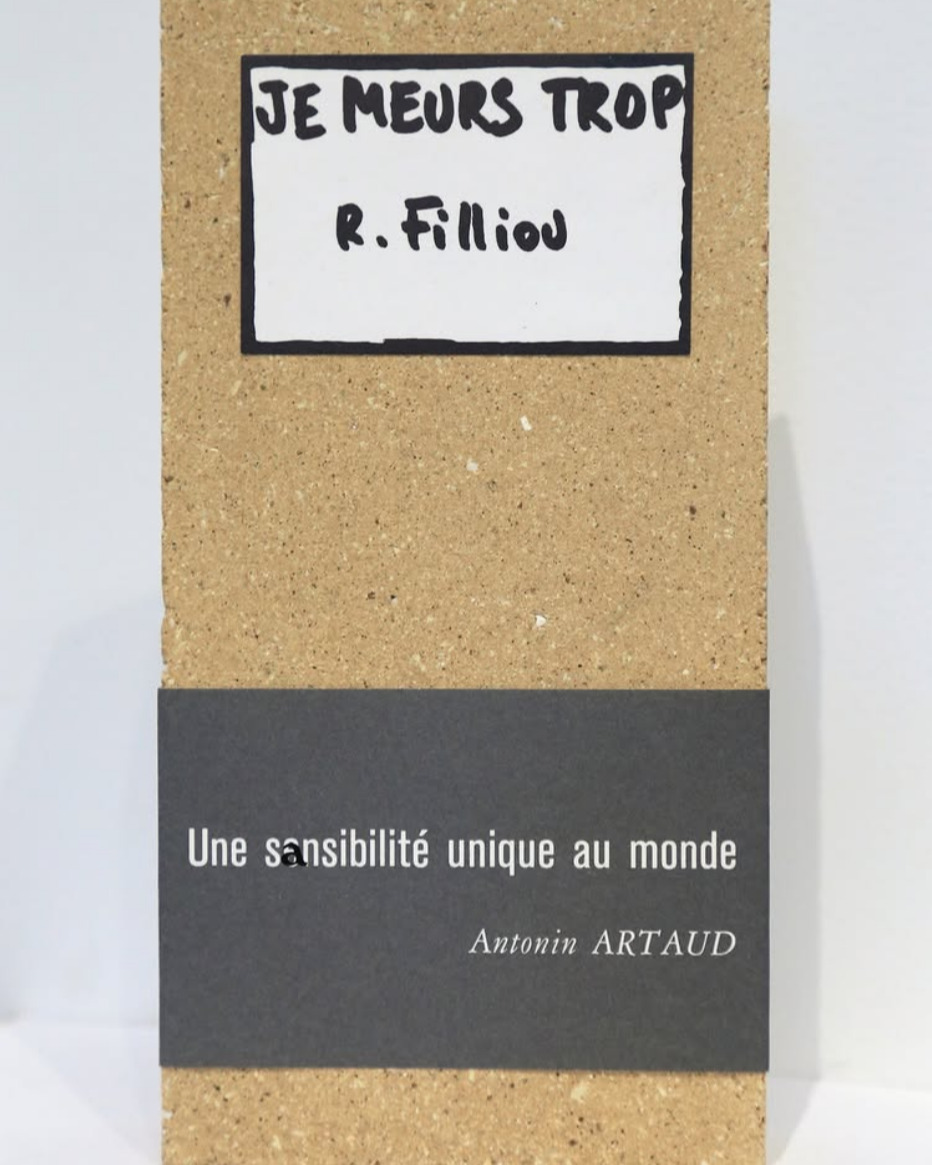 JE MEURS TROP
R. Filliou
Une sansibilité unique au monde
Antonin ARTAUD